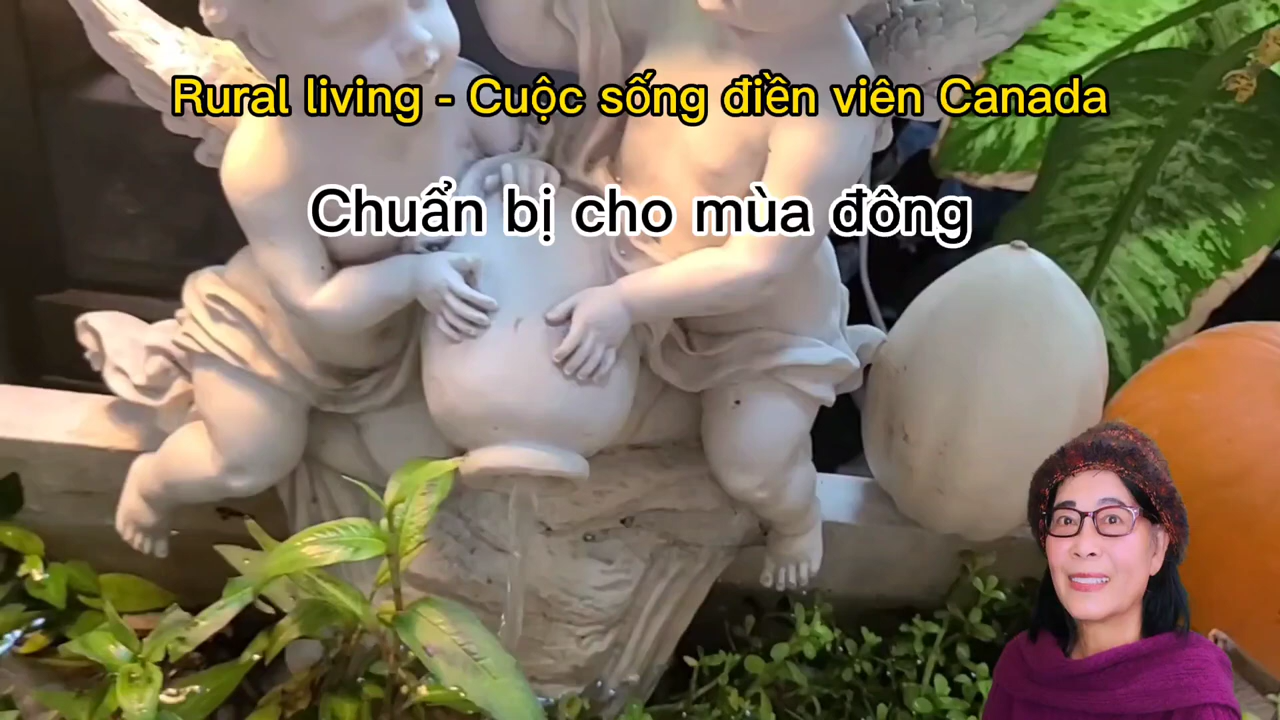 Rural living - Cuộc sống điền viên Canada
Chuẩn bị cho mùa đông